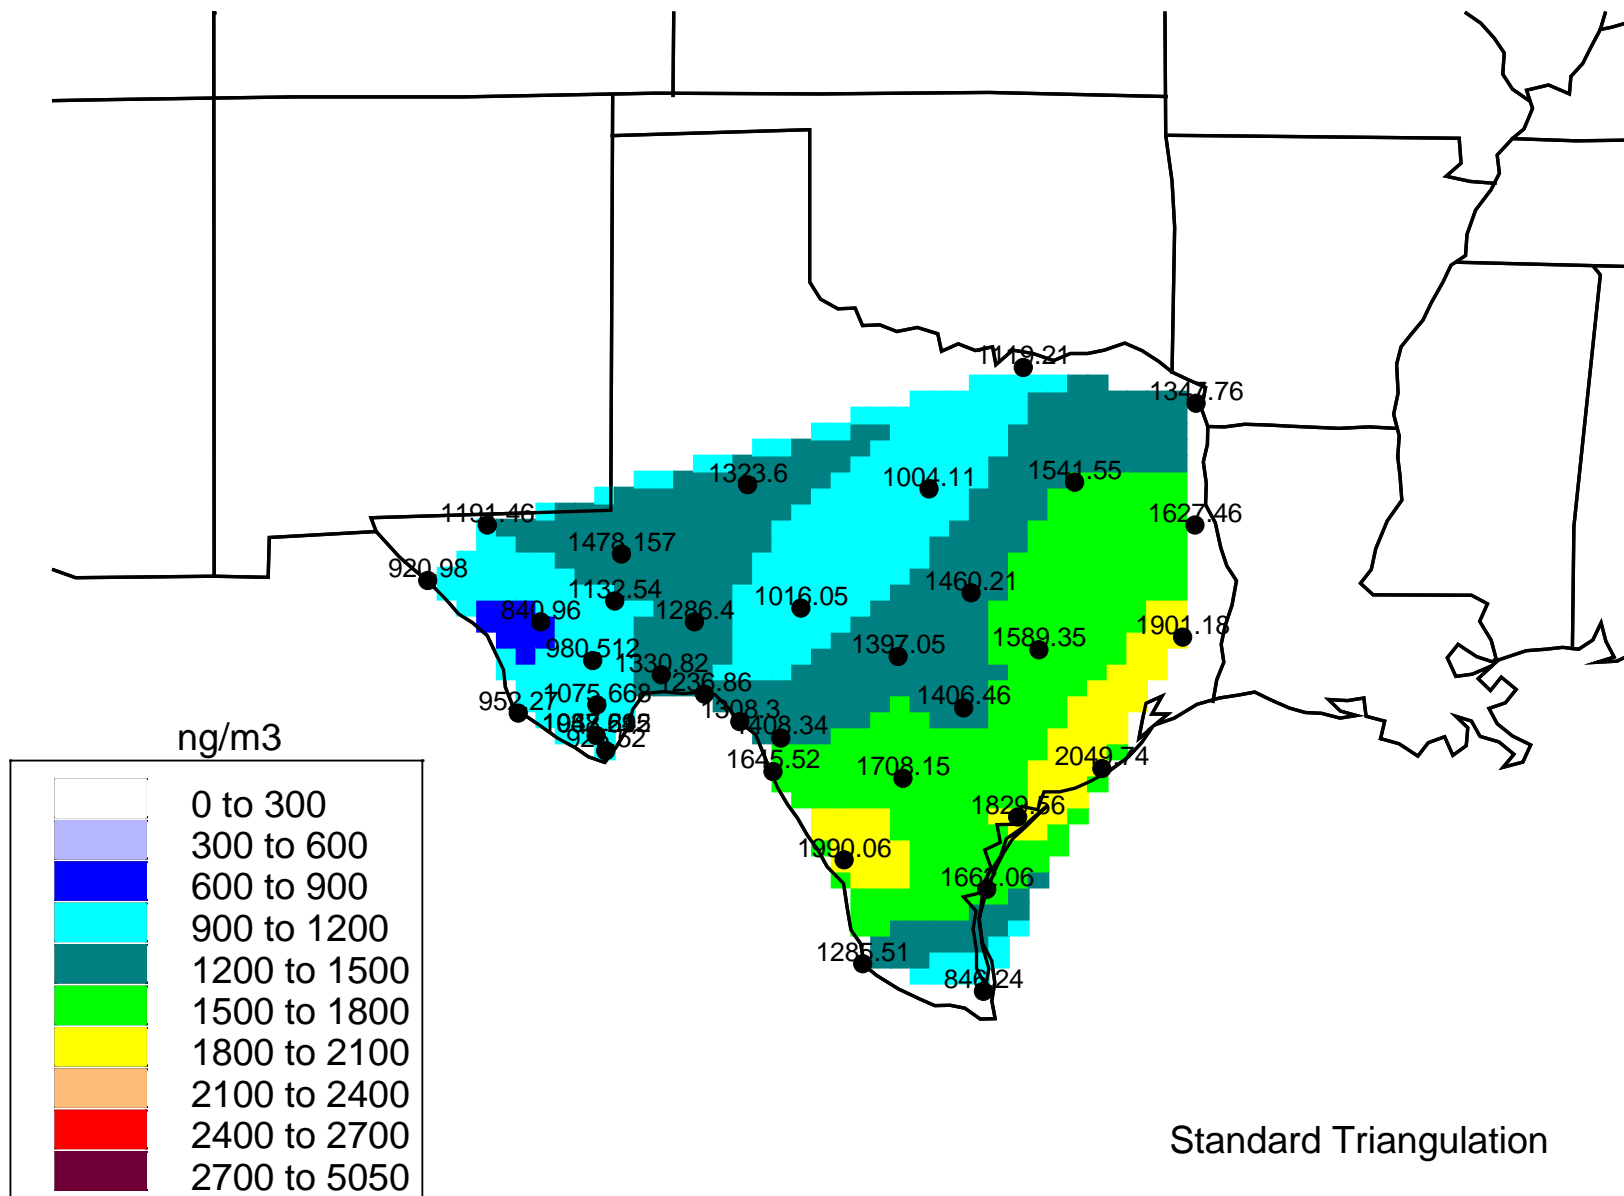 1119.21
1347.76
1323.6
1004.11
1541.55
1191.46
1627.46
1478.157
920.98
1132.54
1460.21
840.96
1286.4
1016.05
1901.18
980.512
1397.05
1589.35
1330.82
1236.86
952.27
1075.668
1406.46
1308.3
1408.34
ng/m3
1645.52
1708.15
2049.74
0 to 300
1829.56
300 to 600
1990.06
600 to 900
1662.06
900 to 1200
1285.51
1200 to 1500
846.24
1500 to 1800
1800 to 2100
2100 to 2400
2400 to 2700
Standard Triangulation
2700 to 5050